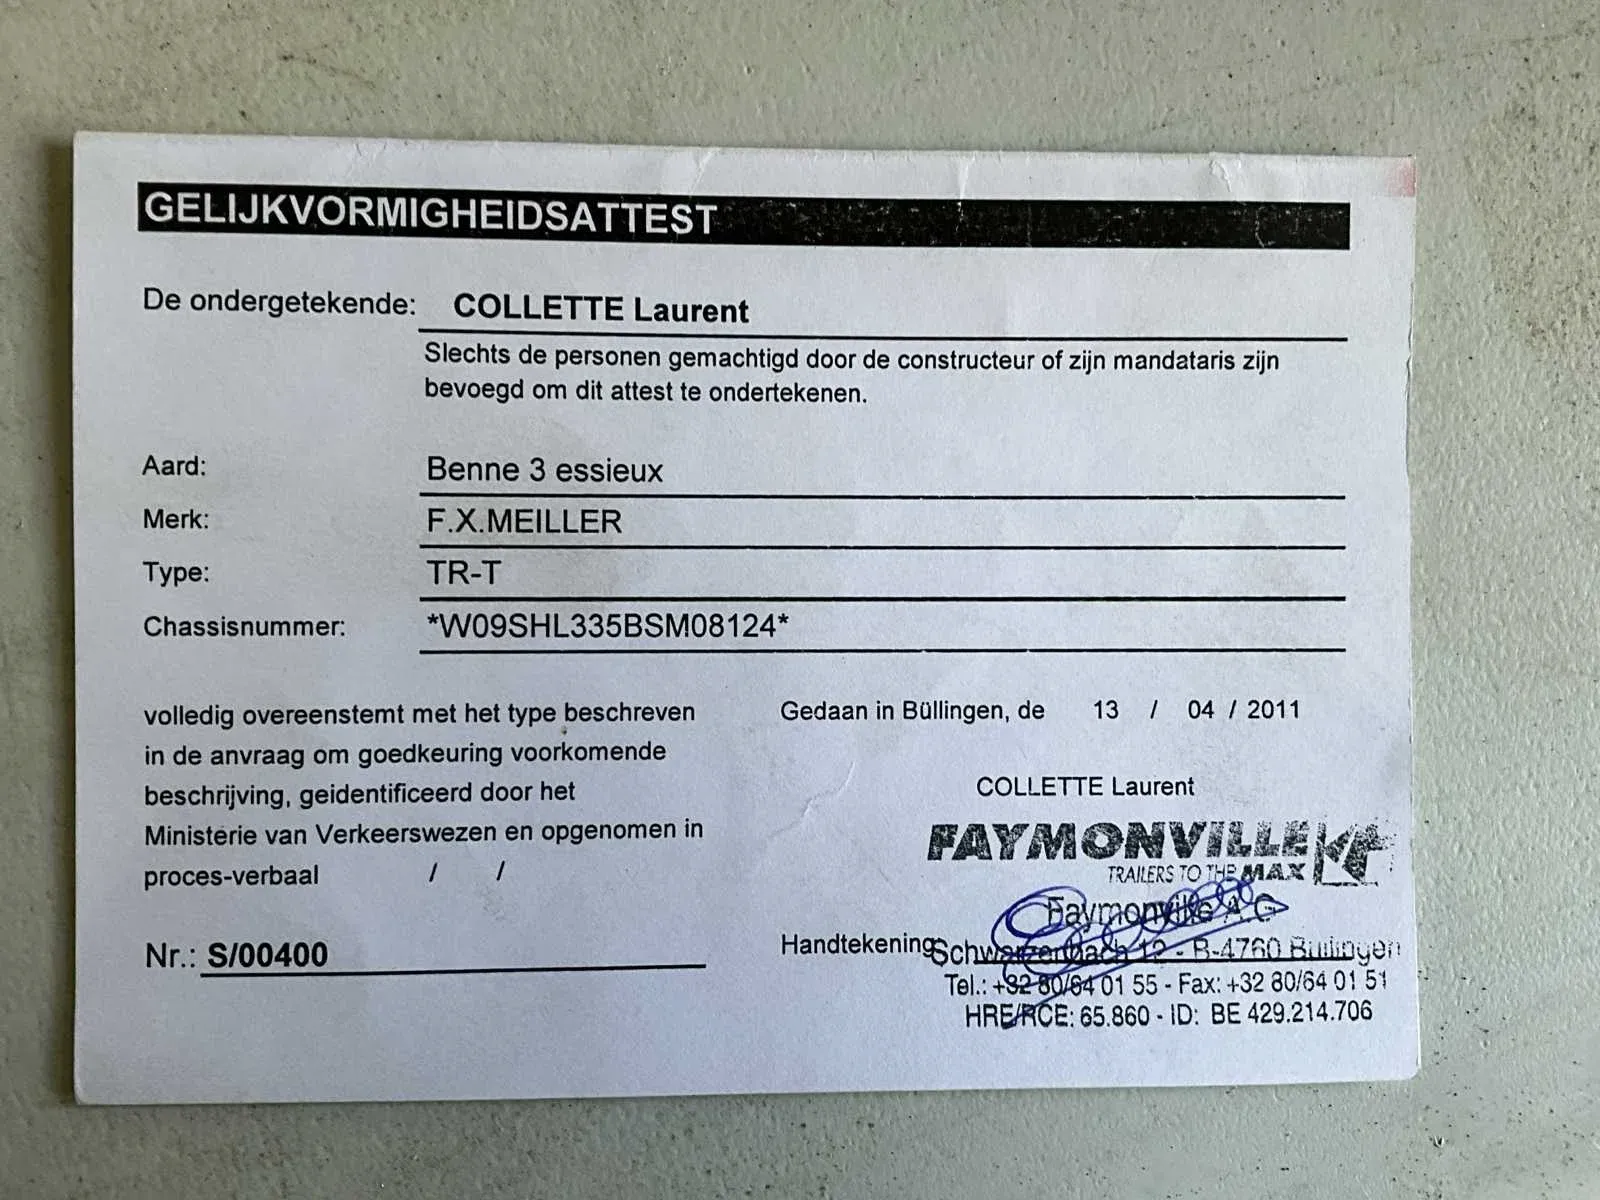 GELIJKVORMIGHEIDSATTEST
De ondergetekende: COLLETTE Laurent
Slechts de personen gemachtigd door de constructeur of zijn mandataris zijn
bevoegd om dit attest te ondertekenen.
Aard: Benne 3 essieux
Merk: F.X.MEILLER
Type: TR-T
Chassisnummer: *W09SHL335BSM08124*
volledig overeenstemt met het type beschreven
in de anvraag om goedkeuring voorkomende
beschrijving, geidentificeerd door het
Ministerie van Verkeerswezen en opgenomen in
proces-verbaal / /
Nr.: S/00400
Gedaan in Büllingen, de 13 / 04 / 2011
COLLETTE Laurent
FAYMONVILLE
TRAILERS TO THE MAX
Faymonville A.G
Handtekening
Schwarzenbach 12 - B-4760 Büllingen
Tel.: +32 80/64 01 55 - Fax: +32 80/64 01 51
HRE/RCE: 65.860 - ID: BE 429.214.706